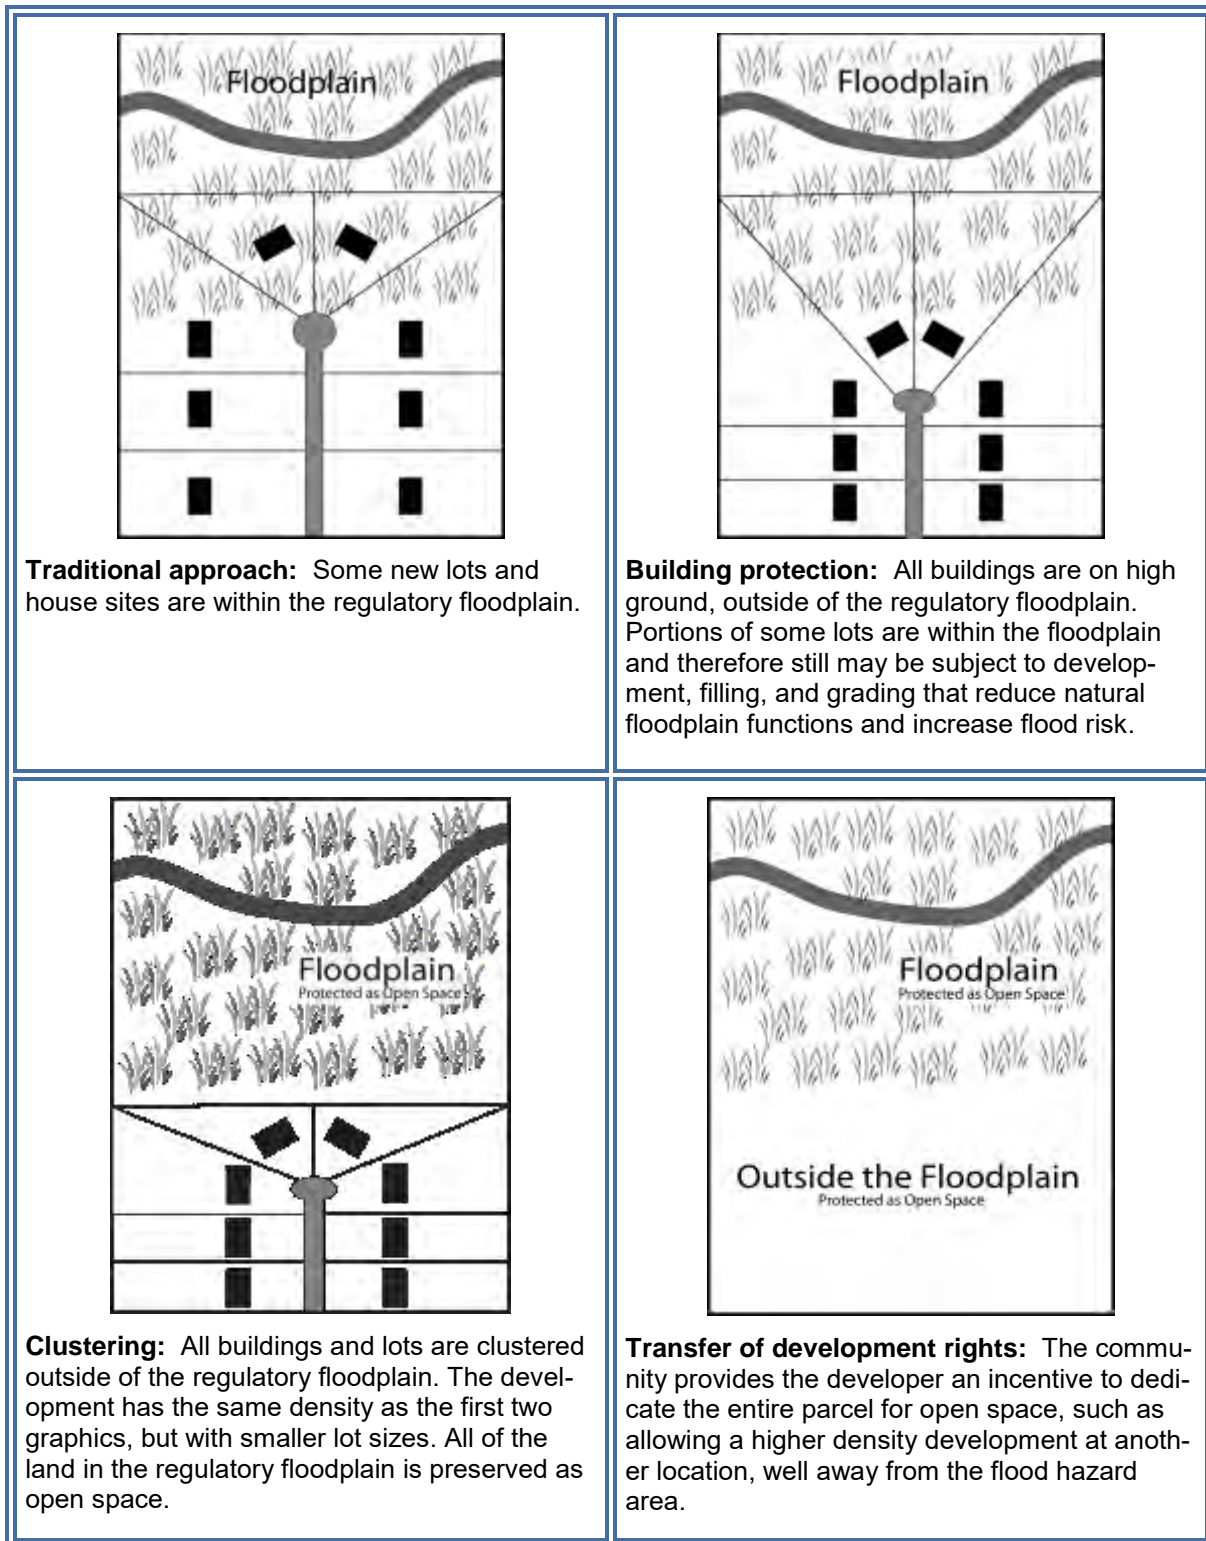 Floodplain
Traditional approach: Some new lots and
house sites are within the regulatory floodplain.
Floodplain
Building protection: All buildings are on high
ground, outside of the regulatory floodplain.
Portions of some lots are within the floodplain
and therefore still may be subject to develop-
ment, filling, and grading that reduce natural
floodplain functions and increase flood risk.
Floodplain
Protected as Open Space
Clustering: All buildings and lots are clustered
outside of the regulatory floodplain. The devel-
opment has the same density as the first two
graphics, but with smaller lot sizes. All of the
land in the regulatory floodplain is preserved as
open space.
Floodplain
Protected as Open Space
Outside the Floodplain
Protected as Open Space
Transfer of development rights: The commu-
nity provides the developer an incentive to dedi-
cate the entire parcel for open space, such as
allowing a higher density development at anoth-
er location, well away from the flood hazard
area.